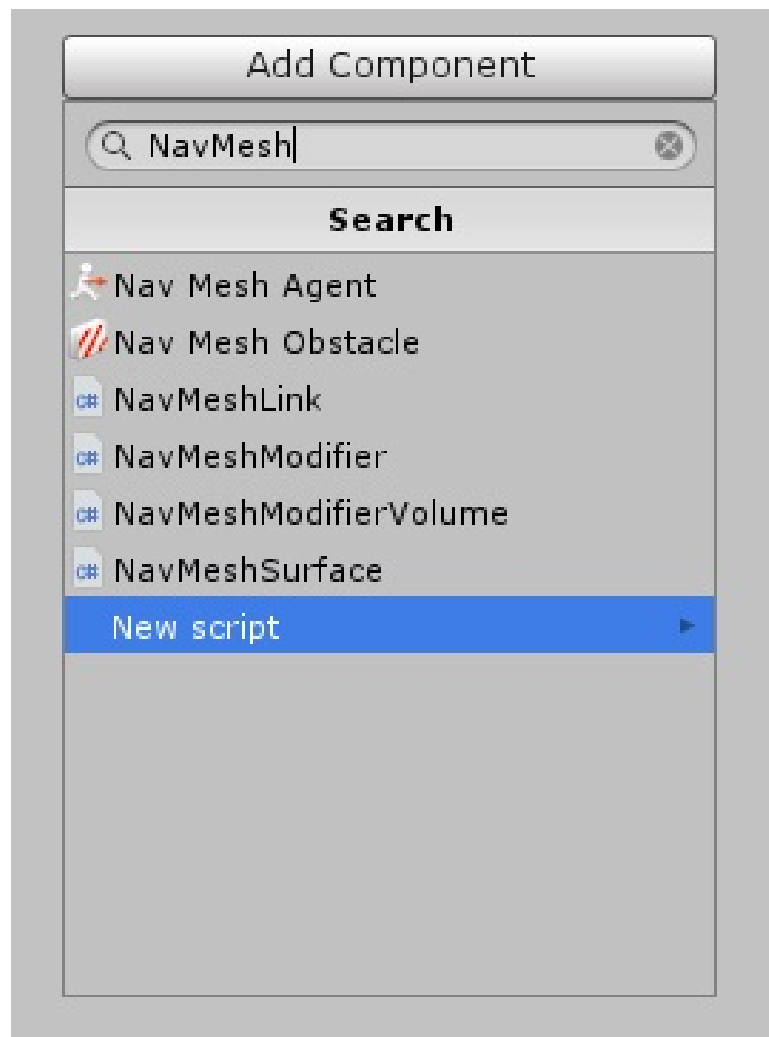 Add Component
NavMesh
Search
Nav Mesh Agent
Nav Mesh Obstacle
c# NavMeshLink
c# NavMeshModifier
c# NavMeshModifierVolume
c# NavMeshSurface
New script